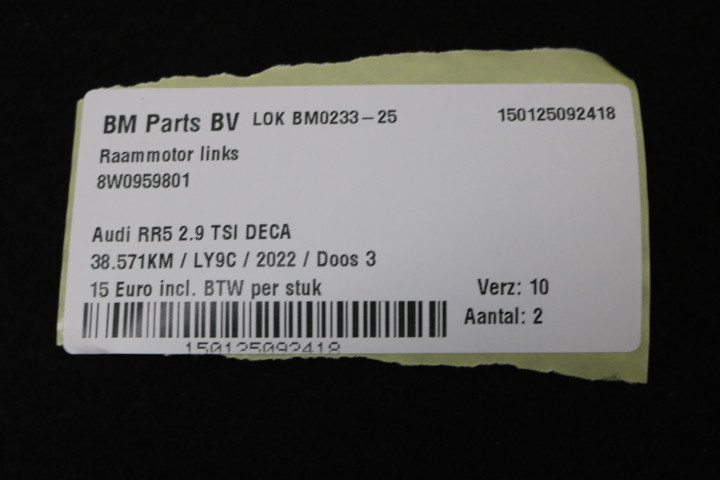 BM Parts BV LOK BM0233-25 150125092418
Raammotor links
8W0959801
Audi RR5 2.9 TSI DECA
38.571KM / LY9C / 2022 / Doos 3
15 Euro incl. BTW per stuk Verz: 10
Aantal: 2
150125092418